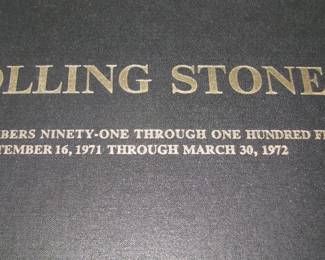 OLLING STONE
BERS NINETY-ONE THROUGH ONE HUNDRED F
TEMBER 16, 1971 THROUGH MARCH 30, 1972